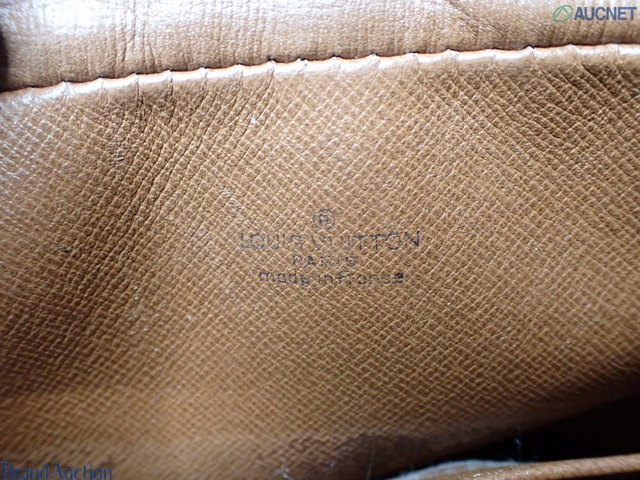 AUCNET
®
LOUIS VUITTON
PARIS
made in france
Brand Auction